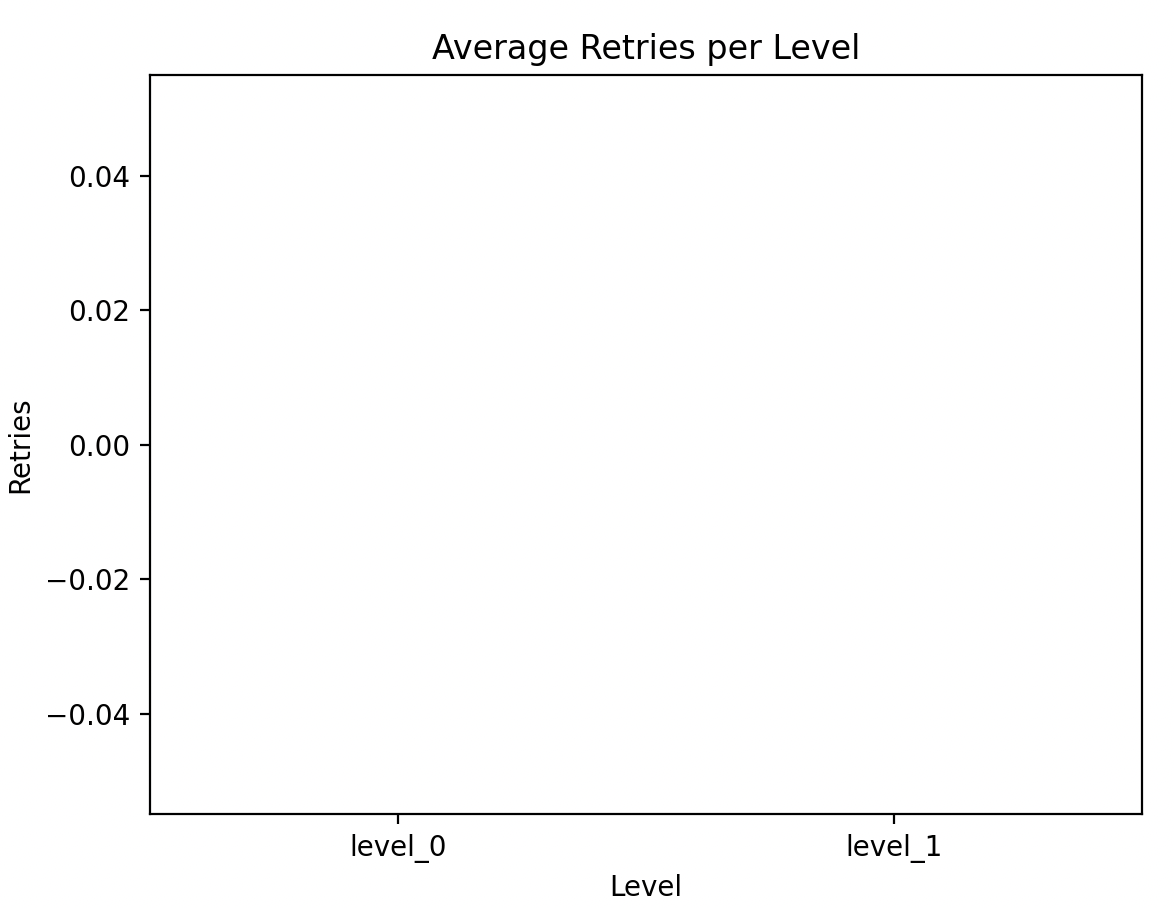 Average Retries per Level
0.04
0.02
0.00
−0.02
−0.04
Retries
level_0 level_1
Level